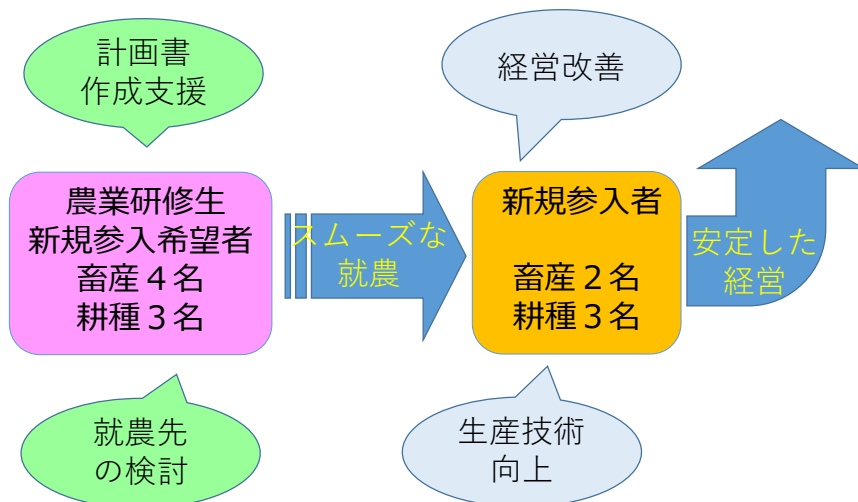 計画書
作成支援
経営改善
農業研修生
新規参入希望者
畜産４名
耕種３名
スムーズな
就農
新規参入者
畜産２名
耕種３名
安定した
経営
就農先
の検討
生産技術
向上